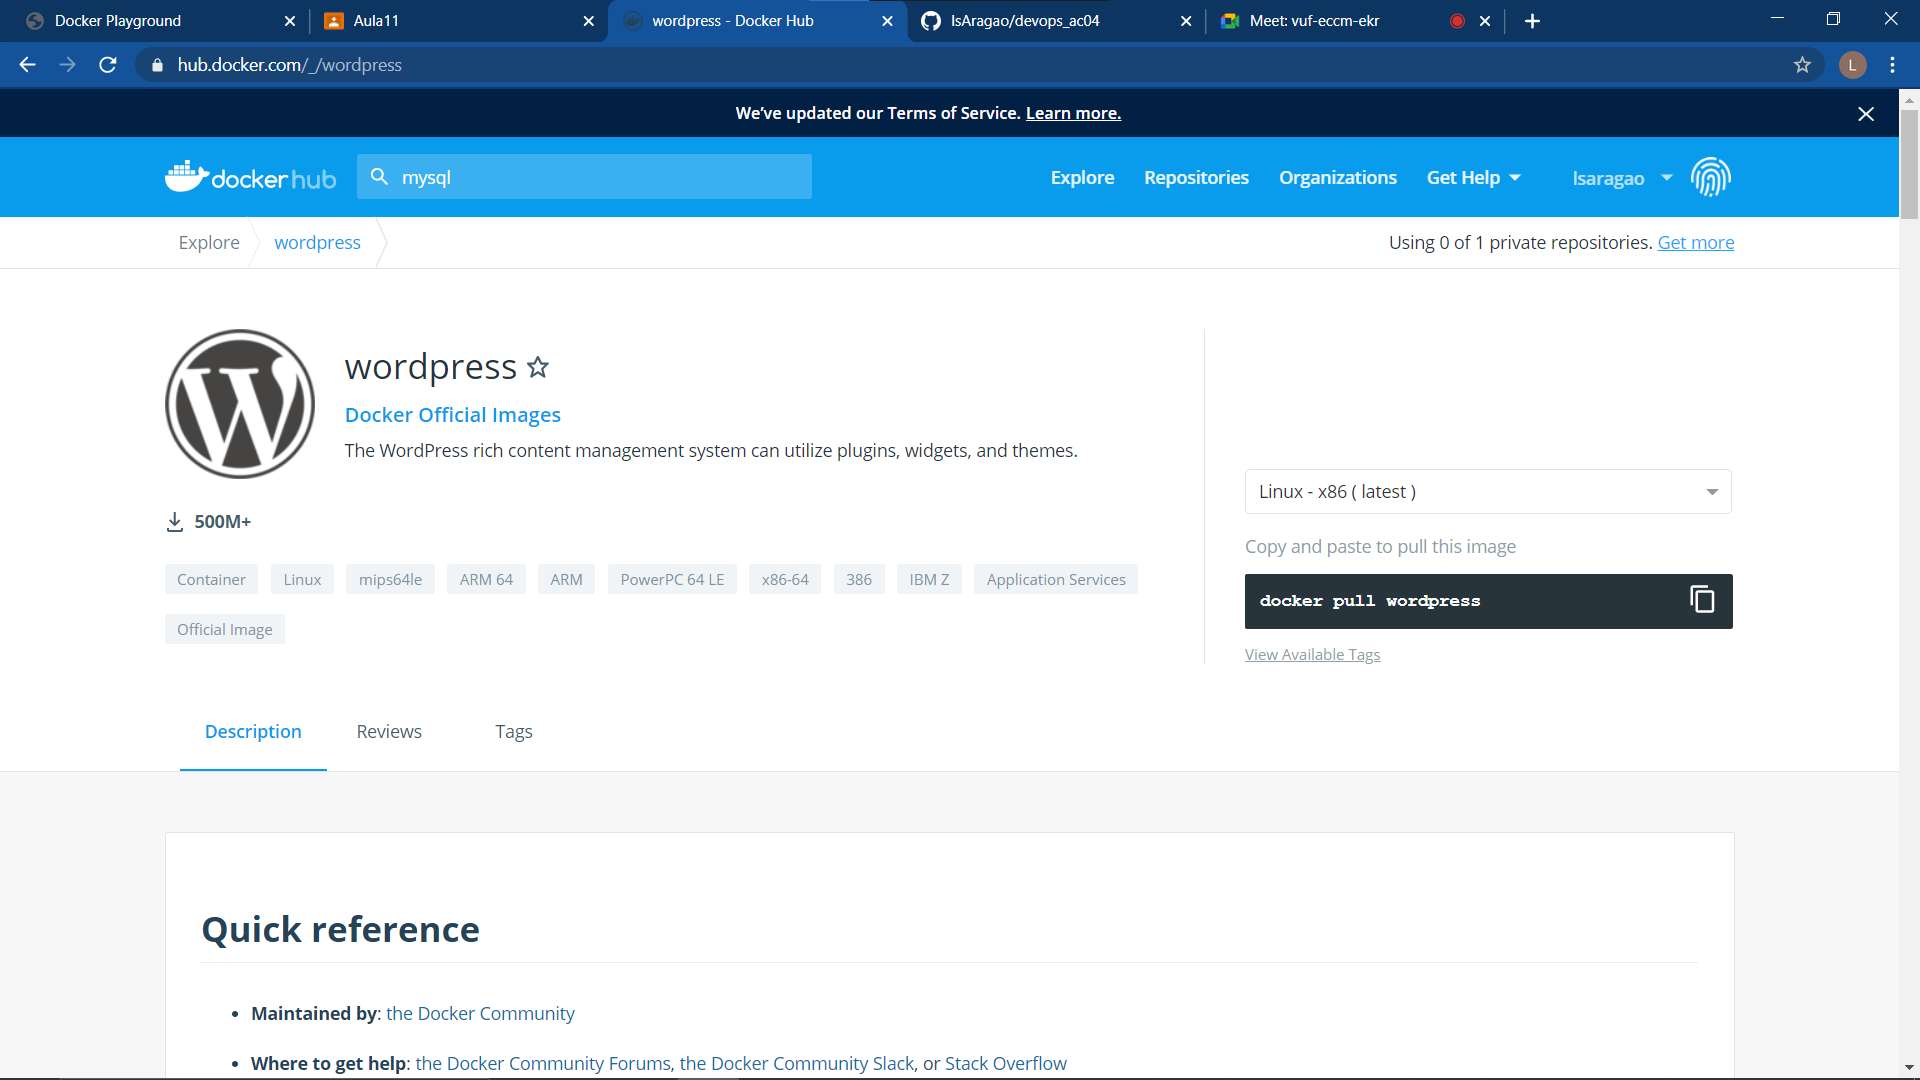 Docker Playground
Aula11
wordpress - Docker Hub
IsAragao/devops_ac04
Meet: vuf-eccm-ekr
hub.docker.com/_/wordpress
L
We've updated our Terms of Service. Learn more.
docker hub
mysql
Explore
Repositories
Organizations
Get Help
lsaragao
Explore
wordpress
Using 0 of 1 private repositories. Get more
W
wordpress
Docker Official Images
The WordPress rich content management system can utilize plugins, widgets, and themes.
500M+
Container
Linux
mips64le
ARM 64
ARM
PowerPC 64 LE
x86-64
386
IBM Z
Application Services
Official Image
Linux - x86 ( latest )
Copy and paste to pull this image
docker pull wordpress
View Available Tags
Description
Reviews
Tags
Quick reference
• Maintained by: the Docker Community
• Where to get help: the Docker Community Forums, the Docker Community Slack, or Stack Overflow